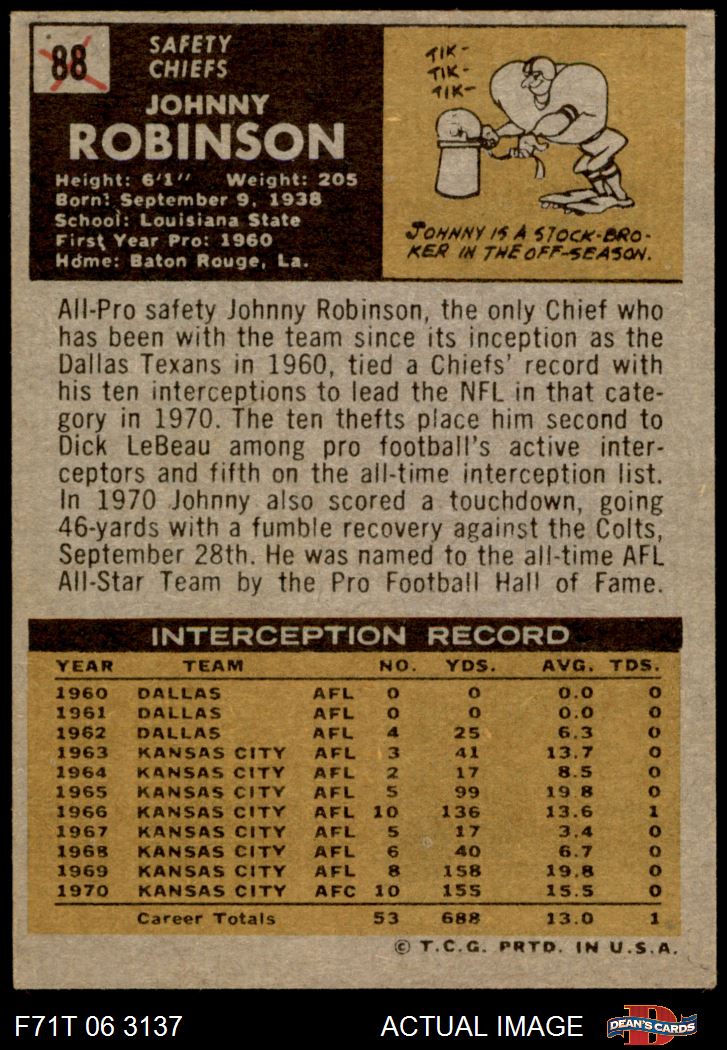 88
SAFETY
CHIEFS
JOHNNY
ROBINSON
Height: 6'1" Weight: 205
Born: September 9, 1938
School: Louisiana State
First Year Pro: 1960
Home: Baton Rouge, La.
TIK-
TIK-
TIK-
JOHNNY IS A STOCK-BRO-
KER IN THE OFF-SEASON.
All-Pro safety Johnny Robinson, the only Chief who
has been with the team since its inception as the
Dallas Texans in 1960, tied a Chiefs' record with
his ten interceptions to lead the NFL in that cate-
gory in 1970. The ten thefts place him second to
Dick LeBeau among pro football's active inter-
ceptors and fifth on the all-time interception list.
In 1970 Johnny also scored a touchdown, going
46-yards with a fumble recovery against the Colts,
September 28th. He was named to the all-time AFL
All-Star Team by the Pro Football Hall of Fame.
INTERCEPTION RECORD
YEAR TEAM NO. YDS. AVG. TDS.
1960 DALLAS AFL 0 0 0.0 0
1961 DALLAS AFL 0 0 0.0 0
1962 DALLAS AFL 4 25 6.3 0
1963 KANSAS CITY AFL 3 41 13.7 0
1964 KANSAS CITY AFL 2 17 8.5 0
1965 KANSAS CITY AFL 5 99 19.8 0
1966 KANSAS CITY AFL 10 136 13.6 1
1967 KANSAS CITY AFL 5 17 3.4 0
1968 KANSAS CITY AFL 6 40 6.7 0
1969 KANSAS CITY AFL 8 158 19.8 0
1970 KANSAS CITY AFC 10 155 15.5 0
Career Totals 53 688 13.0 1
© T.C.G. PRTD. IN U.S.A.
F71T 06 3137 ACTUAL IMAGE D DEAN'S CARDS